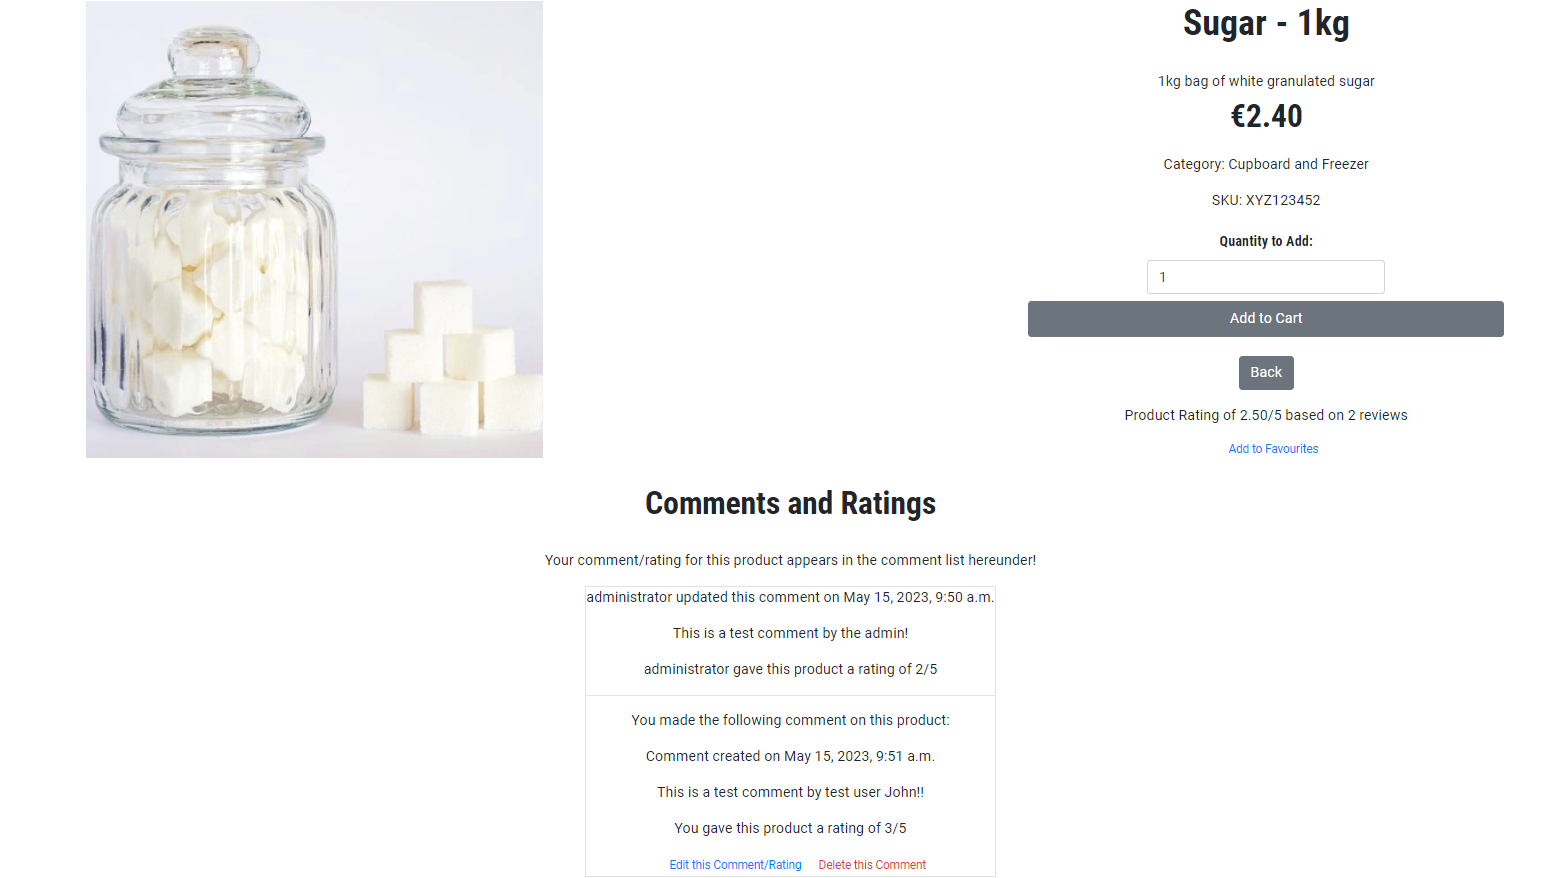 Sugar - 1kg
1kg bag of white granulated sugar
€2.40
Category: Cupboard and Freezer
SKU: XYZ123452
Quantity to Add:
1
Add to Cart
Back
Product Rating of 2.50/5 based on 2 reviews
Add to Favourites
Comments and Ratings
Your comment/rating for this product appears in the comment list hereunder!
administrator updated this comment on May 15, 2023, 9:50 a.m.
This is a test comment by the admin!
administrator gave this product a rating of 2/5
You made the following comment on this product:
Comment created on May 15, 2023, 9:51 a.m.
This is a test comment by test user John!!
You gave this product a rating of 3/5
Edit this Comment/Rating Delete this Comment